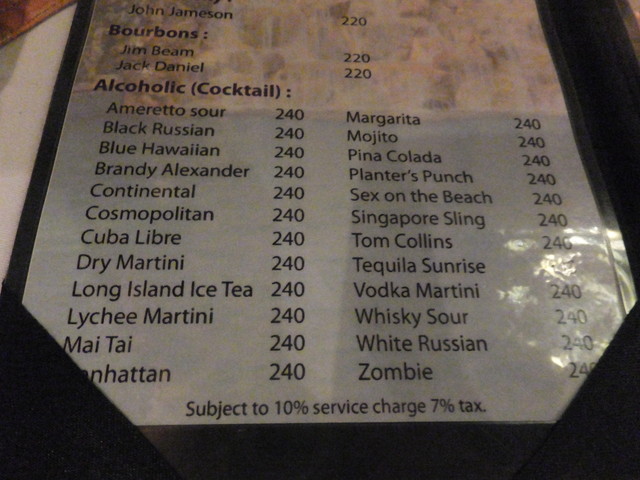 John Jameson 220
Bourbons :
Jim Beam 220
Jack Daniel 220
Alcoholic (Cocktail) :
Ameretto sour 240
Black Russian 240
Blue Hawaiian 240
Brandy Alexander 240
Continental 240
Cosmopolitan 240
Cuba Libre 240
Dry Martini 240
Long Island Ice Tea 240
Lychee Martini 240
Mai Tai 240
anhattan 240
Margarita 240
Mojito 240
Pina Colada 240
Planter's Punch 240
Sex on the Beach 240
Singapore Sling 240
Tom Collins 240
Tequila Sunrise
Vodka Martini 240
Whisky Sour 240
White Russian 240
Zombie 240
Subject to 10% service charge 7% tax.